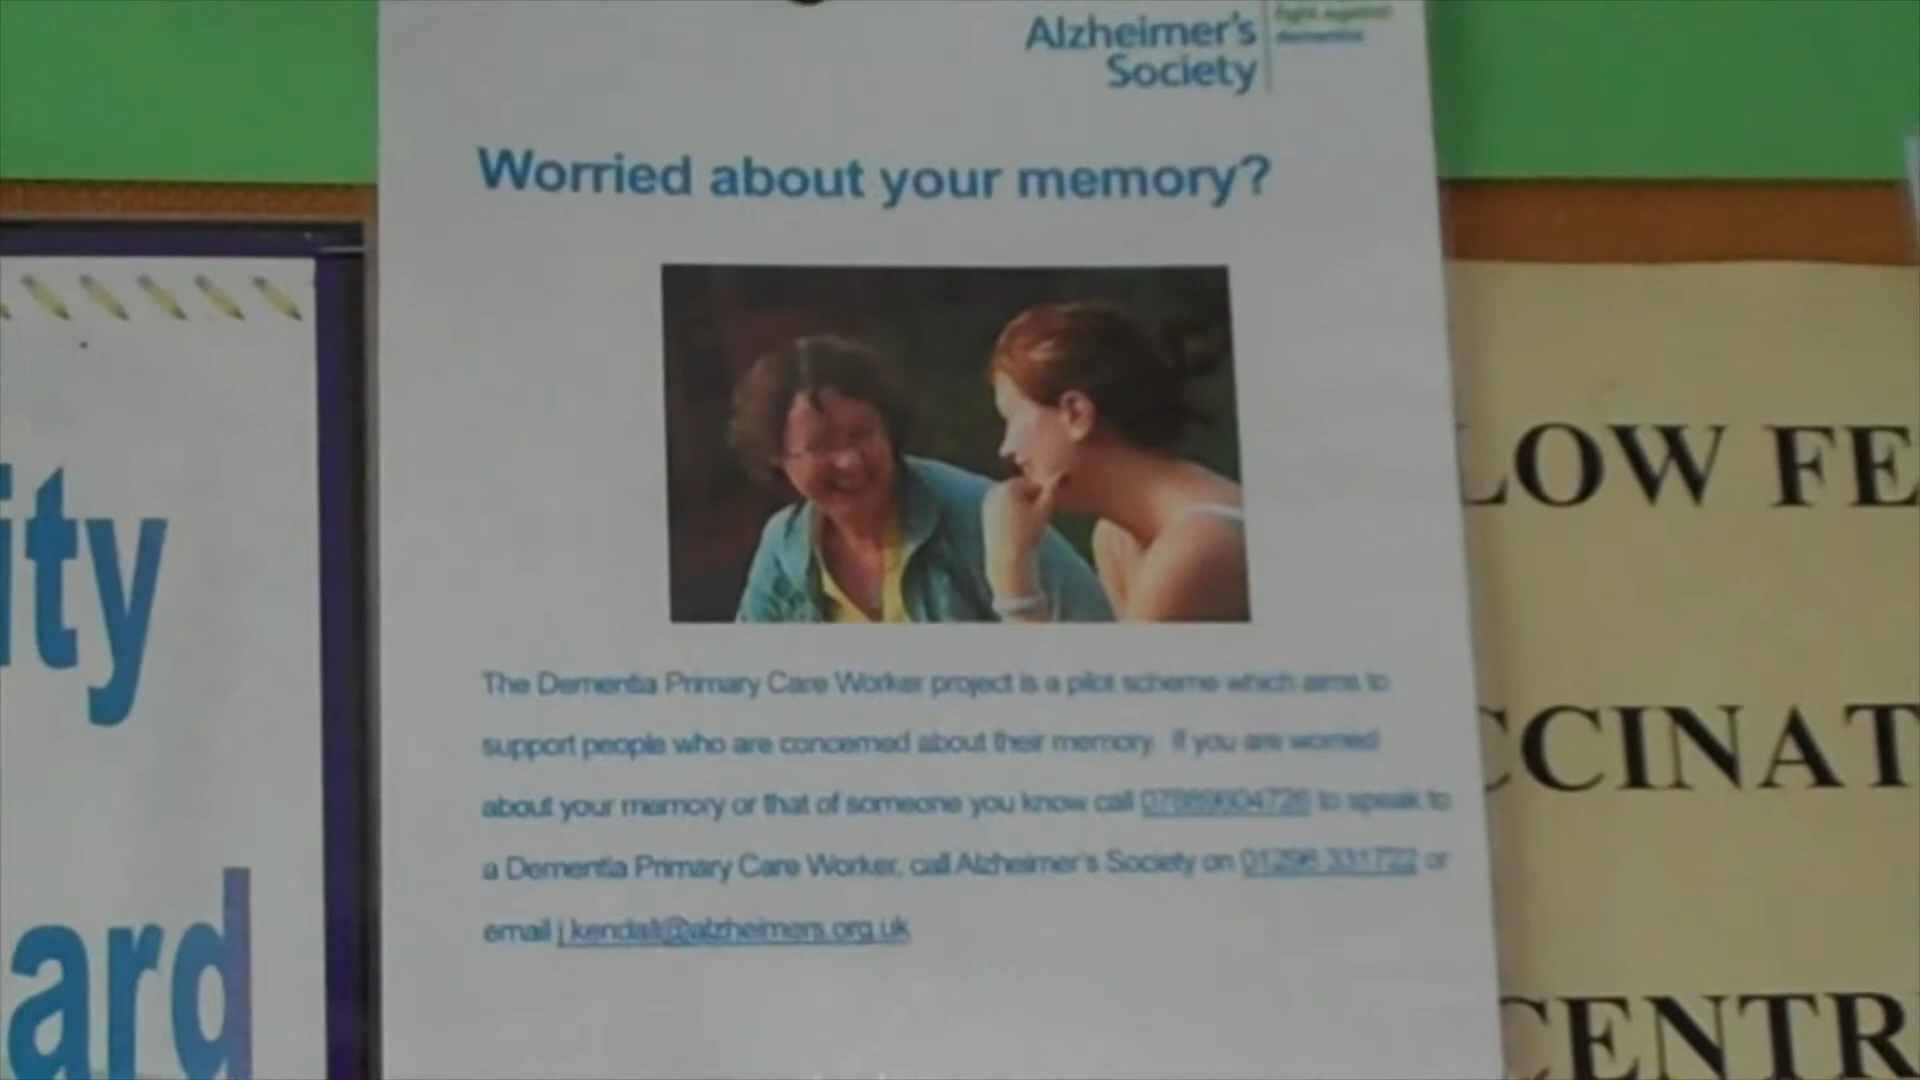 Alzheimer's
Society
Worried about your memory?
The Dementia Primary Care Worker project is a pilot scheme which aims to
support people who are concerned about their memory. If you are worried
about your memory or that of someone you know call to speak to
a Dementia Primary Care Worker, call Alzheimer's Society on 01296 331722 or
email j.kendall@alzheimers.org.uk
ity
ard
LOW FE
CCINAT
CENTR